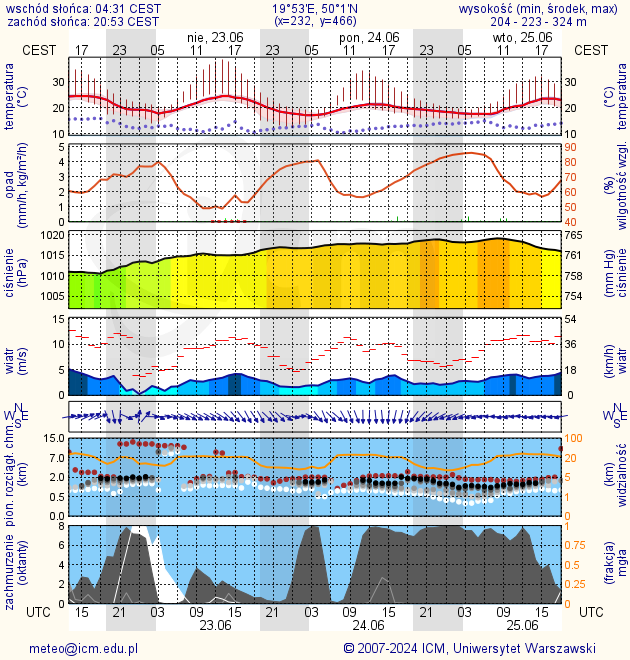 wschód słońca: 04:31 CEST
19°53'E, 50°1'N
wysokość (min, środek, max)
zachód słońca: 20:53 CEST
(x=232, y=466)
204 - 223 - 324 m
nie, 23.06
pon, 24.06
wto, 25.06
CEST
17 23 05 11 17 23 05 11 17 23 05 11 17
CEST
temperatura
(°C)
30
20
10
30
20
10
(°C)
temperatura
opad
(mm/h, kg/m²/h)
5
4
3
2
1
0
90
80
70
60
50
40
(%)
wilgotność wzgl.
ciśnienie
(hPa)
1020
1015
1010
1005
765
761
758
754
(mm Hg)
ciśnienie
wiatr
(m/s)
15
10
5
0
54
36
18
0
(km/h)
wiatr
N
W E
S
N
W E
S
pion. rozciągł. chm.
(km)
15.0
7.0
2.0
0.5
0.0
100
20
5
1
0
(km)
widzialność
zachmurzenie
(oktanty)
8
6
4
2
0
1
0.75
0.5
0.25
0
(frakcja)
mgła
UTC
15 21 03 09 15 21 03 09 15 21 03 09 15
UTC
23.06
24.06
25.06
meteo@icm.edu.pl
© 2007-2024 ICM, Uniwersytet Warszawski